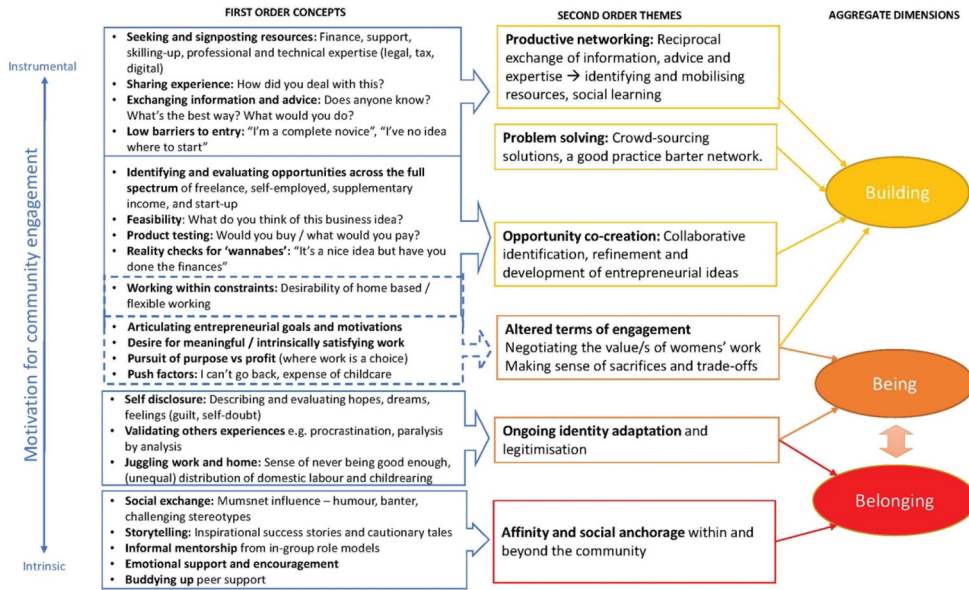 FIRST ORDER CONCEPTS
SECOND ORDER THEMES
AGGREGATE DIMENSIONS
Motivation for community engagement
Instrumental
Intrinsic
• Seeking and signposting resources: Finance, support,
skilling-up, professional and technical expertise (legal, tax,
digital)
• Sharing experience: How did you deal with this?
• Exchanging information and advice: Does anyone know?
What's the best way? What would you do?
• Low barriers to entry: "I'm a complete novice", "I've no idea
where to start"
• Identifying and evaluating opportunities across the full
spectrum of freelance, self-employed, supplementary
income, and start-up
• Feasibility: What do you think of this business idea?
• Product testing: Would you buy / what would you pay?
• Reality checks for 'wannabes': "It's a nice idea but have you
done the finances"
• Working within constraints: Desirability of home based /
flexible working
• Articulating entrepreneurial goals and motivations
• Desire for meaningful / intrinsically satisfying work
• Pursuit of purpose vs profit (where work is a choice)
• Push factors: I can't go back, expense of childcare
• Self disclosure: Describing and evaluating hopes, dreams,
feelings (guilt, self-doubt)
• Validating others experiences e.g. procrastination, paralysis
by analysis
• Juggling work and home: Sense of never being good enough,
(unequal) distribution of domestic labour and childrearing
• Social exchange: Mumsnet influence – humour, banter,
challenging stereotypes
• Storytelling: Inspirational success stories and cautionary tales
• Informal mentorship from in-group role models
• Emotional support and encouragement
• Buddying up peer support
Productive networking: Reciprocal
exchange of information, advice and
expertise → identifying and mobilising
resources, social learning
Problem solving: Crowd-sourcing
solutions, a good practice barter network.
Opportunity co-creation: Collaborative
identification, refinement and
development of entrepreneurial ideas
Altered terms of engagement
Negotiating the value/s of womens' work
Making sense of sacrifices and trade-offs
Ongoing identity adaptation and
legitimisation
Affinity and social anchorage within and
beyond the community
Building
Being
Belonging